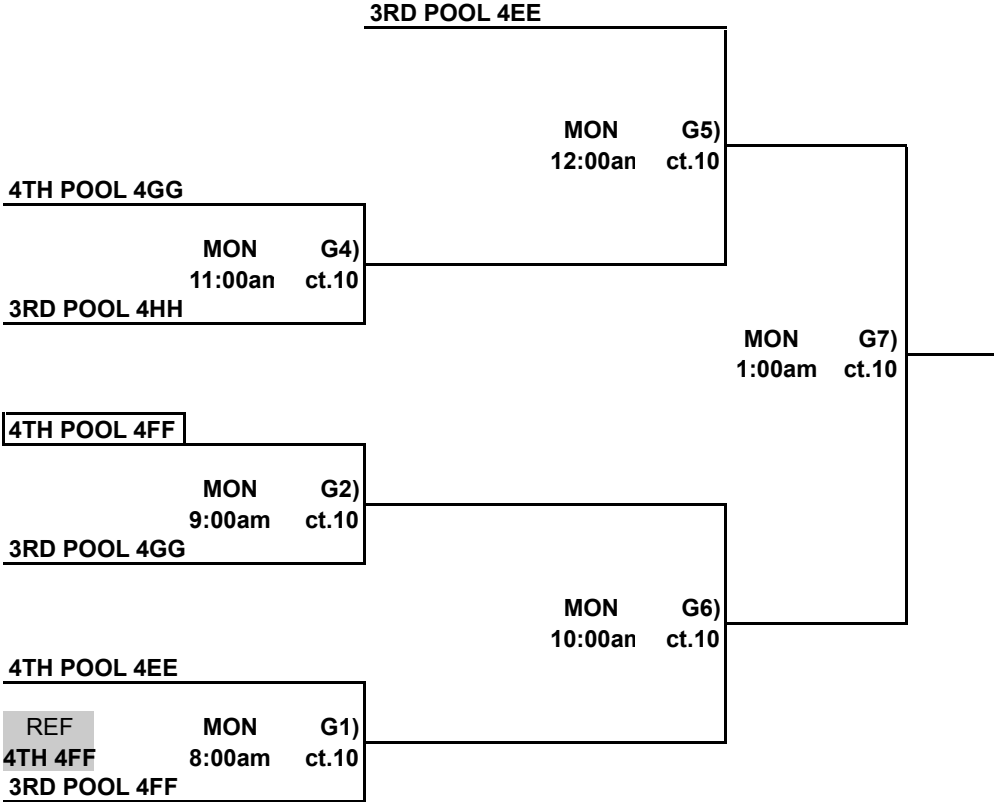 3RD POOL 4EE
MON G5)
12:00an ct.10
4TH POOL 4GG
MON G4)
11:00an ct.10
3RD POOL 4HH
MON G7)
1:00am ct.10
4TH POOL 4FF
MON G2)
9:00am ct.10
3RD POOL 4GG
MON G6)
10:00an ct.10
4TH POOL 4EE
REF MON G1)
4TH 4FF 8:00am ct.10
3RD POOL 4FF